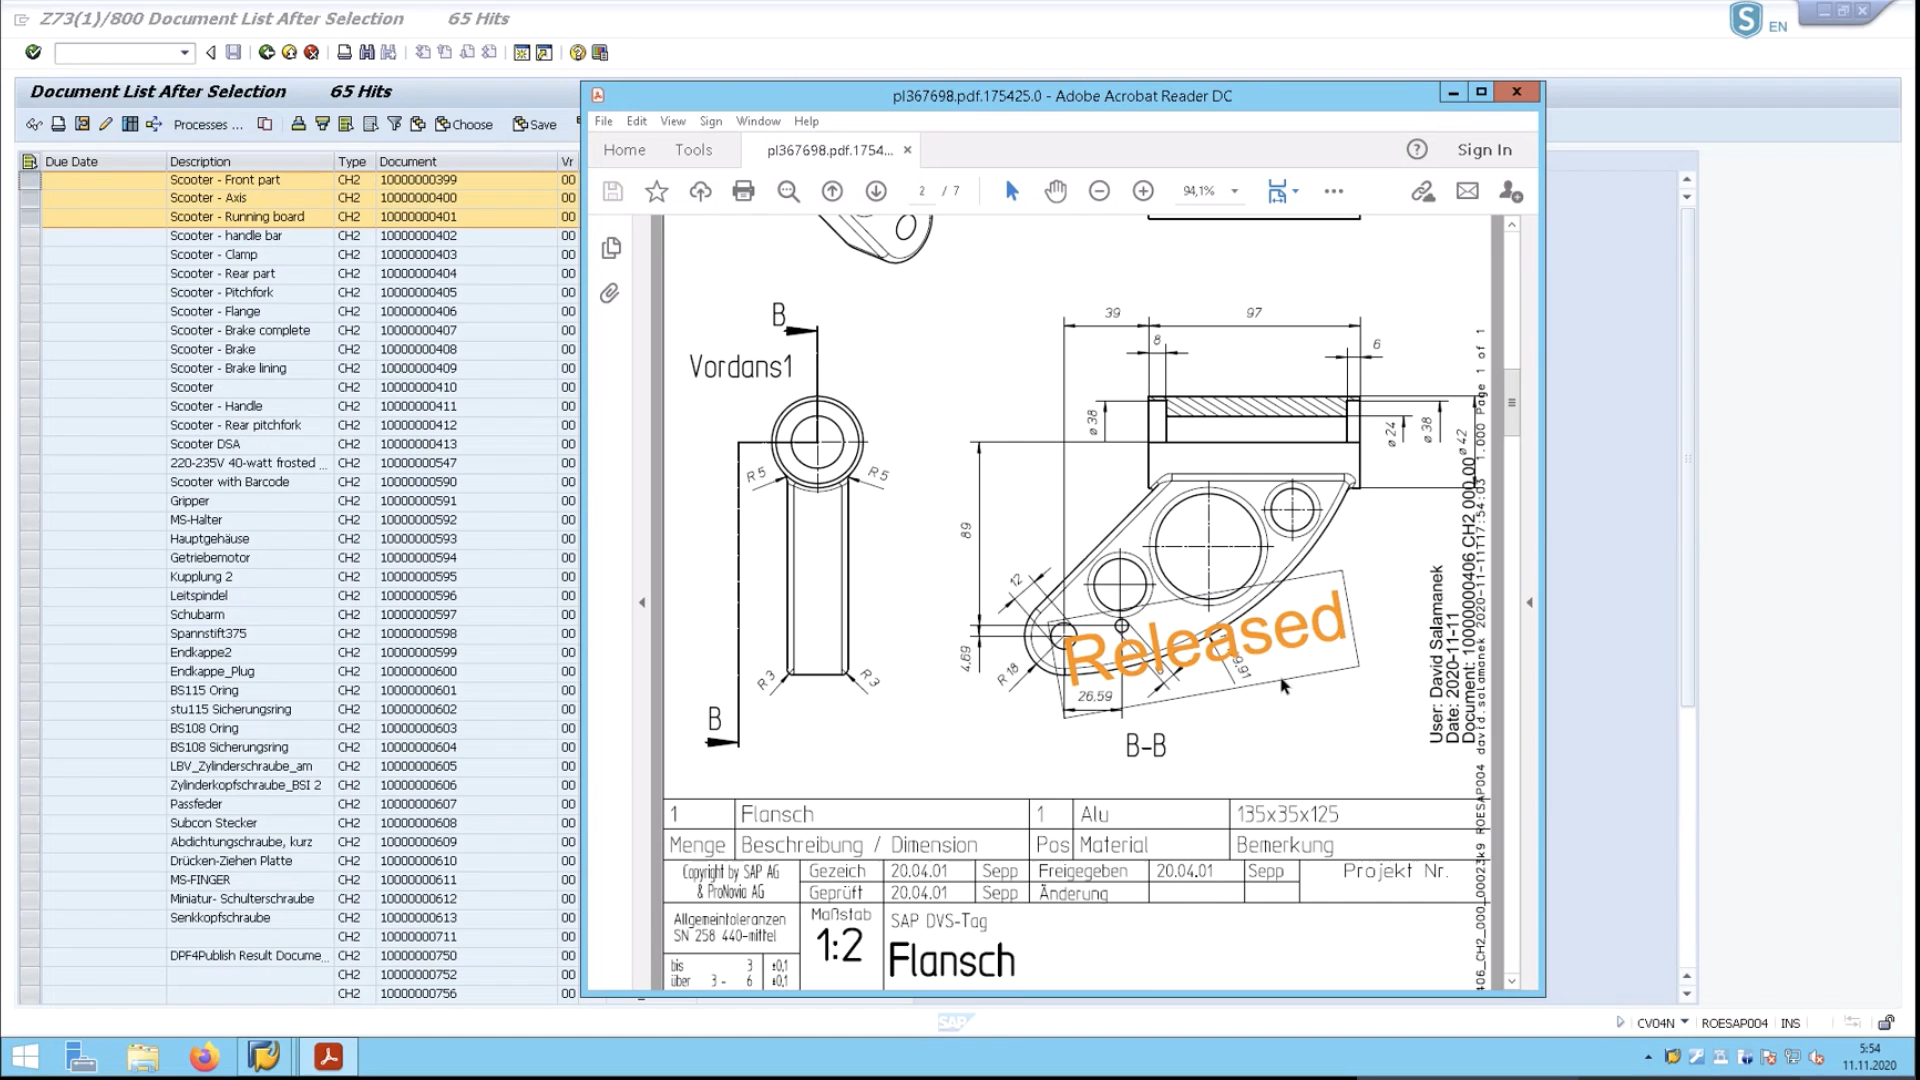 Z73(1)/800 Document List After Selection 65 Hits
EN
Document List After Selection 65 Hits
Processes ... Choose Save
Due Date Description Type Document Vr
Scooter - Front part CH2 10000000399 00
Scooter - Axis CH2 10000000400 00
Scooter - Running board CH2 10000000401 00
Scooter - handle bar CH2 10000000402 00
Scooter - Clamp CH2 10000000403 00
Scooter - Rear part CH2 10000000404 00
Scooter - Pitchfork CH2 10000000405 00
Scooter - Flange CH2 10000000406 00
Scooter - Brake complete CH2 10000000407 00
Scooter - Brake CH2 10000000408 00
Scooter - Brake lining CH2 10000000409 00
Scooter CH2 10000000410 00
Scooter - Handle CH2 10000000411 00
Scooter - Rear pitchfork CH2 10000000412 00
Scooter DSA CH2 10000000413 00
220-235V 40-watt frosted ... CH2 10000000547 00
Scooter with Barcode CH2 10000000590 00
Gripper CH2 10000000591 00
MS-Halter CH2 10000000592 00
Hauptgehäuse CH2 10000000593 00
Getriebemotor CH2 10000000594 00
Kupplung 2 CH2 10000000595 00
Leitspindel CH2 10000000596 00
Schubarm CH2 10000000597 00
Spannstift375 CH2 10000000598 00
Endkappe2 CH2 10000000599 00
Endkappe_Plug CH2 10000000600 00
BS115 Oring CH2 10000000601 00
stu115 Sicherungsring CH2 10000000602 00
BS108 Oring CH2 10000000603 00
BS108 Sicherungsring CH2 10000000604 00
LBV_Zylinderschraube_am CH2 10000000605 00
Zylinderkopfschraube_BSI 2 CH2 10000000606 00
Passfeder CH2 10000000607 00
Subcon Stecker CH2 10000000608 00
Abdichtungschraube, kurz CH2 10000000609 00
Drücken-Ziehen Platte CH2 10000000610 00
MS-FINGER CH2 10000000611 00
Miniatur- Schulterschraube CH2 10000000612 00
Senkkopfschraube CH2 10000000613 00
CH2 10000000711 00
DPF4Publish Result Docume... CH2 10000000750 00
CH2 10000000752 00
CH2 10000000756 00
pl367698.pdf.175425.0 - Adobe Acrobat Reader DC
File Edit View Sign Window Help
Home Tools pl367698.pdf.1754... × Sign In
2 / 7 94,1%
B
Vordans1
R5 R5
R3 R3
B
39 97
8 6
ø38 ø24 ø38 ø42
89
12
4.69
R18
26,59
Released
B-B
User: David Salamanek
Date: 2020-11-11
Document: 10000000406 CH2 000 00
1 Flansch 1 Alu 135x35x125
Menge Beschreibung / Dimension Pos Material Bemerkung
Copyright by SAP AG
& ProNovia AG
Gezeich 20.04.01 Sepp Freigegeben 20.04.01 Sepp Projekt Nr.
Geprüft 20.04.01 Sepp Änderung
Allgemeintoleranzen
SN 258 440-mittel
Maßstab
1:2
SAP DVS-Tag
Flansch
bis 3 ±0,1
über 3 - 6 ±0,1
SAP
CV04N ROESAP004 INS
5:54
11.11.2020